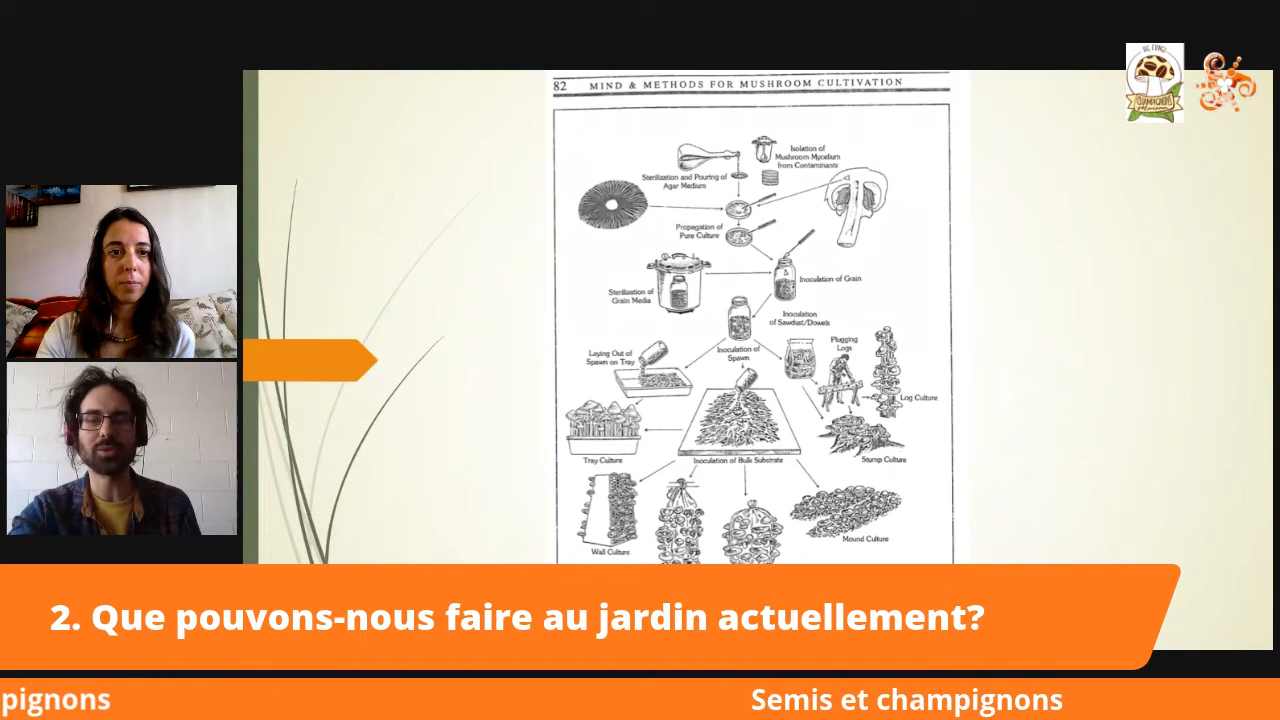 82 MIND & METHODS FOR MUSHROOM CULTIVATION
Isolation of
Mushroom Mycelium
from Contaminants
Sterilization and Pouring of
Agar Medium
Propagation of
Pure Culture
Sterilization of
Grain Media
Inoculation of Grain
Inoculation
of Sawdust/Dowels
Laying Out of
Spawn on Tray
Inoculation of
Spawn
Plugging
Logs
Log Culture
Tray Culture
Inoculation of Bulk Substrate
Stump Culture
Wall Culture
Mound Culture
2. Que pouvons-nous faire au jardin actuellement?
pignons
Semis et champignons